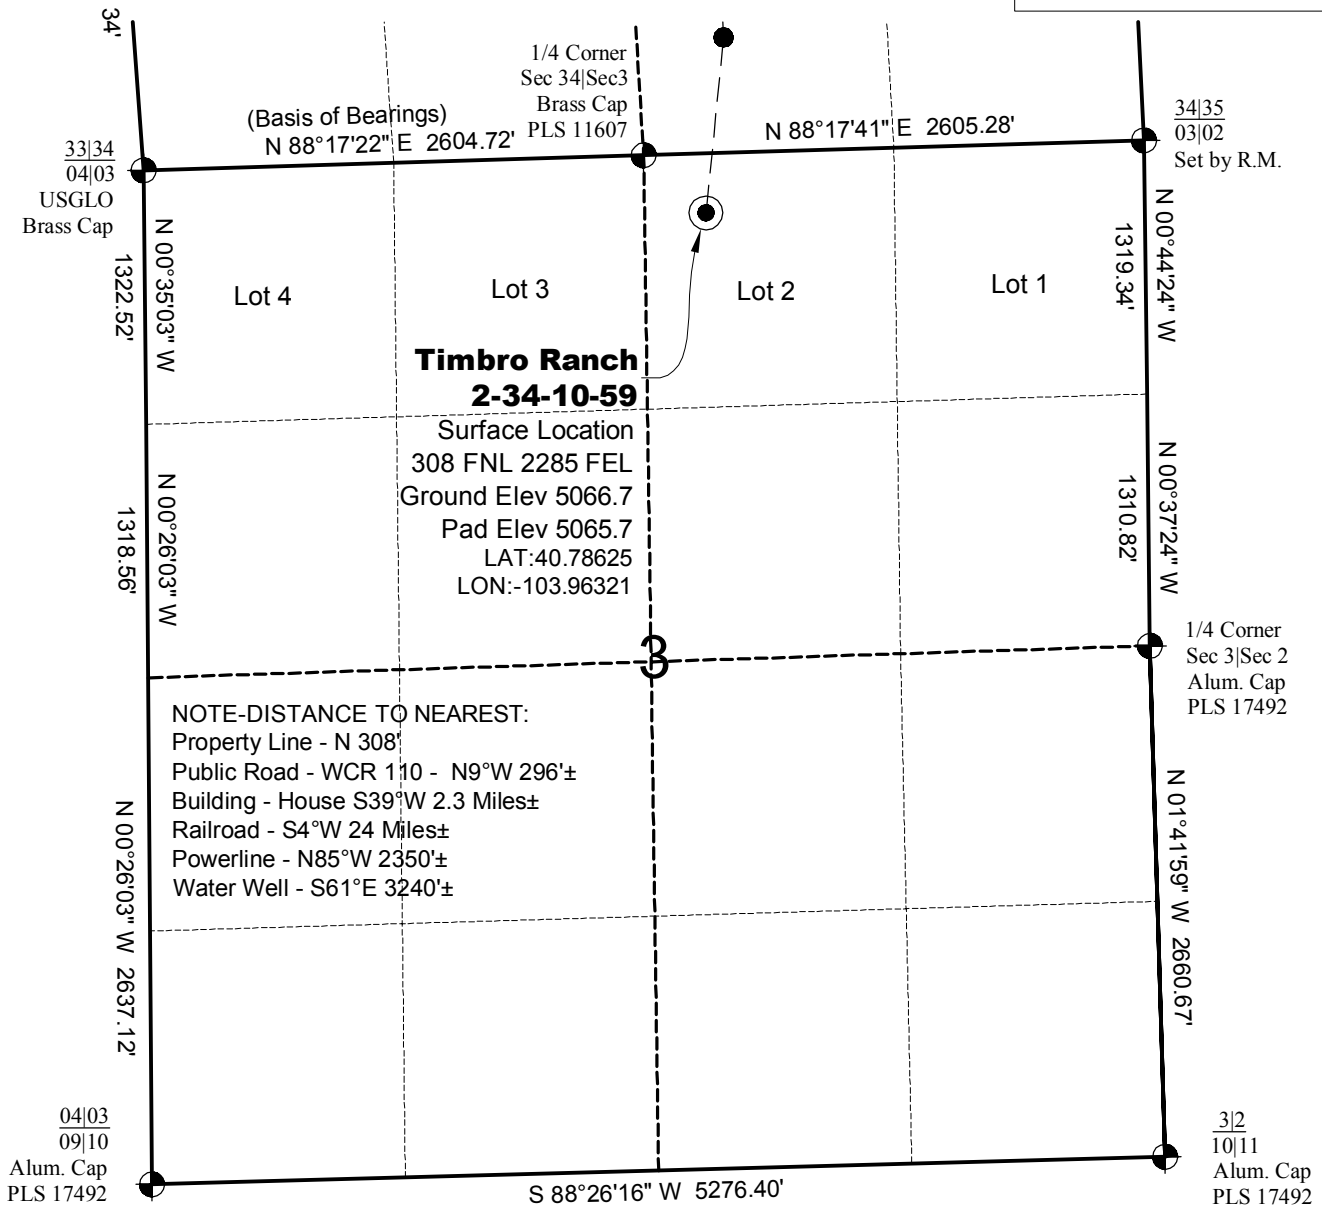 34'
1/4 Corner
Sec 34|Sec3
Brass Cap
PLS 11607
(Basis of Bearings)
N 88°17'22" E 2604.72'
N 88°17'41" E 2605.28'
34|35
03|02
Set by R.M.
33|34
04|03
USGLO
Brass Cap
N 00°35'03" W
1322.52'
N 00°44'24" W
1319.34'
Lot 4
Lot 3
Lot 2
Lot 1
Timbro Ranch
2-34-10-59
Surface Location
308 FNL 2285 FEL
Ground Elev 5066.7
Pad Elev 5065.7
LAT:40.78625
LON:-103.96321
N 00°26'03" W
1318.56'
N 00°37'24" W
1310.82'
3
1/4 Corner
Sec 3|Sec 2
Alum. Cap
PLS 17492
NOTE-DISTANCE TO NEAREST:
Property Line - N 308'
Public Road - WCR 110 - N9°W 296'±
Building - House S39°W 2.3 Miles±
Railroad - S4°W 24 Miles±
Powerline - N85°W 2350'±
Water Well - S61°E 3240'±
N 00°26'03" W 2637.12'
N 01°41'59" W 2660.67'
04|03
09|10
Alum. Cap
PLS 17492
S 88°26'16" W 5276.40'
3|2
10|11
Alum. Cap
PLS 17492